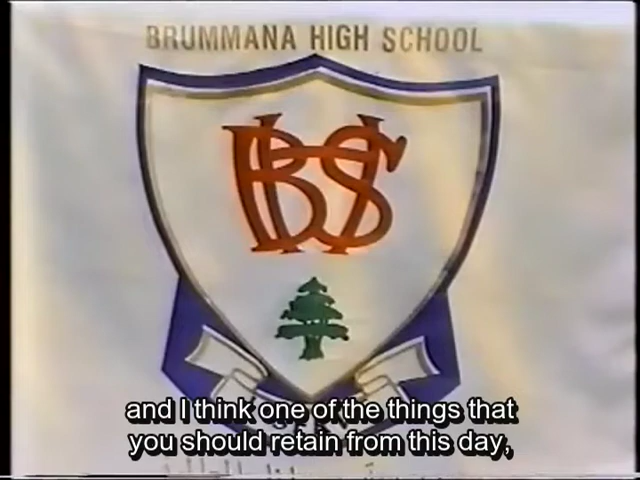 BRUMMANA HIGH SCHOOL
BHS
and I think one of the things that
you should retain from this day,